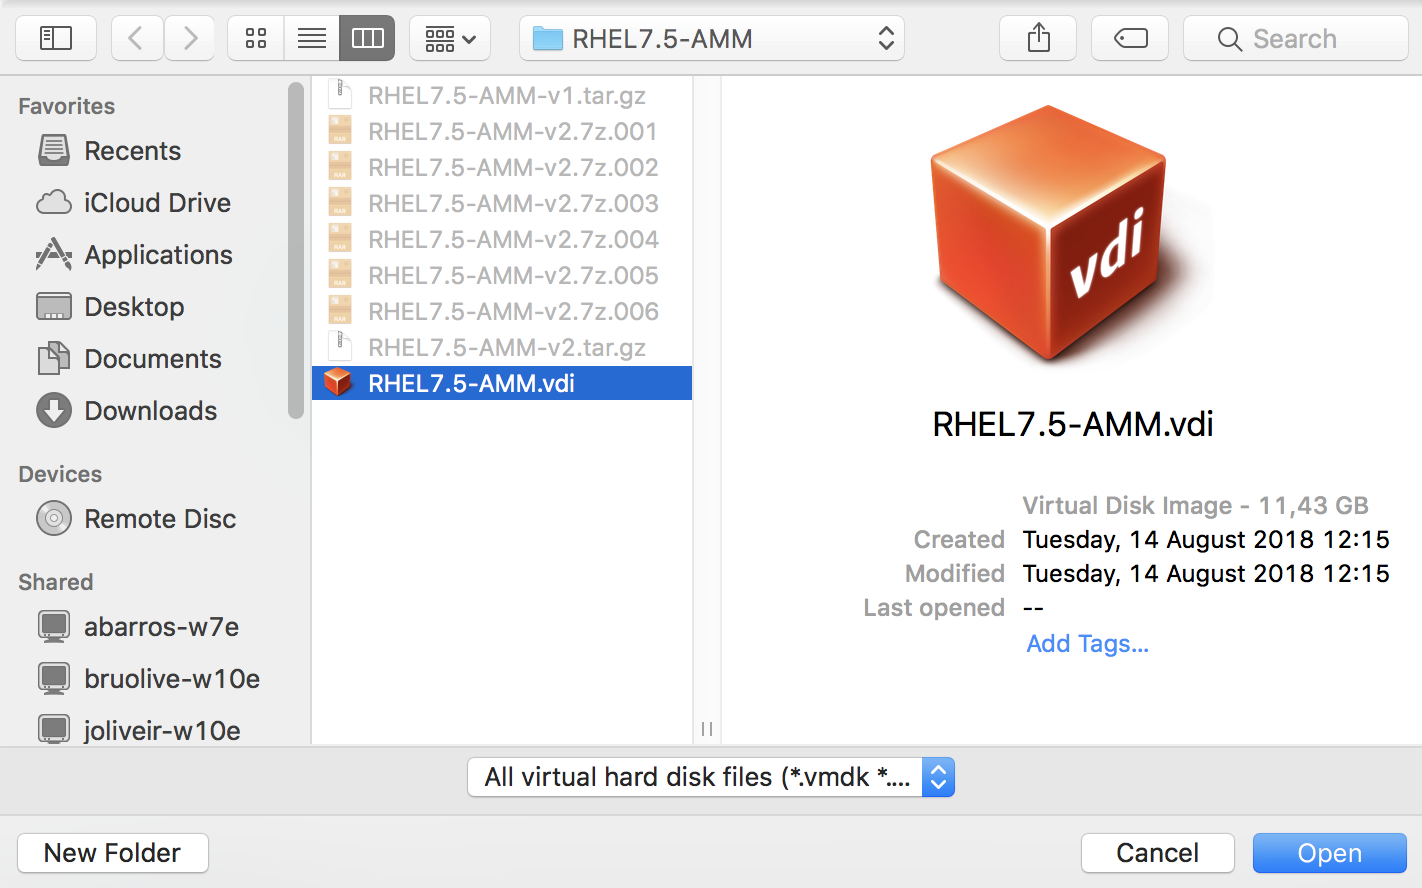 RHEL7.5-AMM
Search
Favorites
Recents
iCloud Drive
Applications
Desktop
Documents
Downloads
Devices
Remote Disc
Shared
abarros-w7e
bruolive-w10e
joliveir-w10e
RHEL7.5-AMM-v1.tar.gz
RHEL7.5-AMM-v2.7z.001
RHEL7.5-AMM-v2.7z.002
RHEL7.5-AMM-v2.7z.003
RHEL7.5-AMM-v2.7z.004
RHEL7.5-AMM-v2.7z.005
RHEL7.5-AMM-v2.7z.006
RHEL7.5-AMM-v2.tar.gz
RHEL7.5-AMM.vdi
vdi
RHEL7.5-AMM.vdi
Virtual Disk Image - 11,43 GB
Created Tuesday, 14 August 2018 12:15
Modified Tuesday, 14 August 2018 12:15
Last opened --
Add Tags...
All virtual hard disk files (*.vmdk *....
New Folder
Cancel
Open